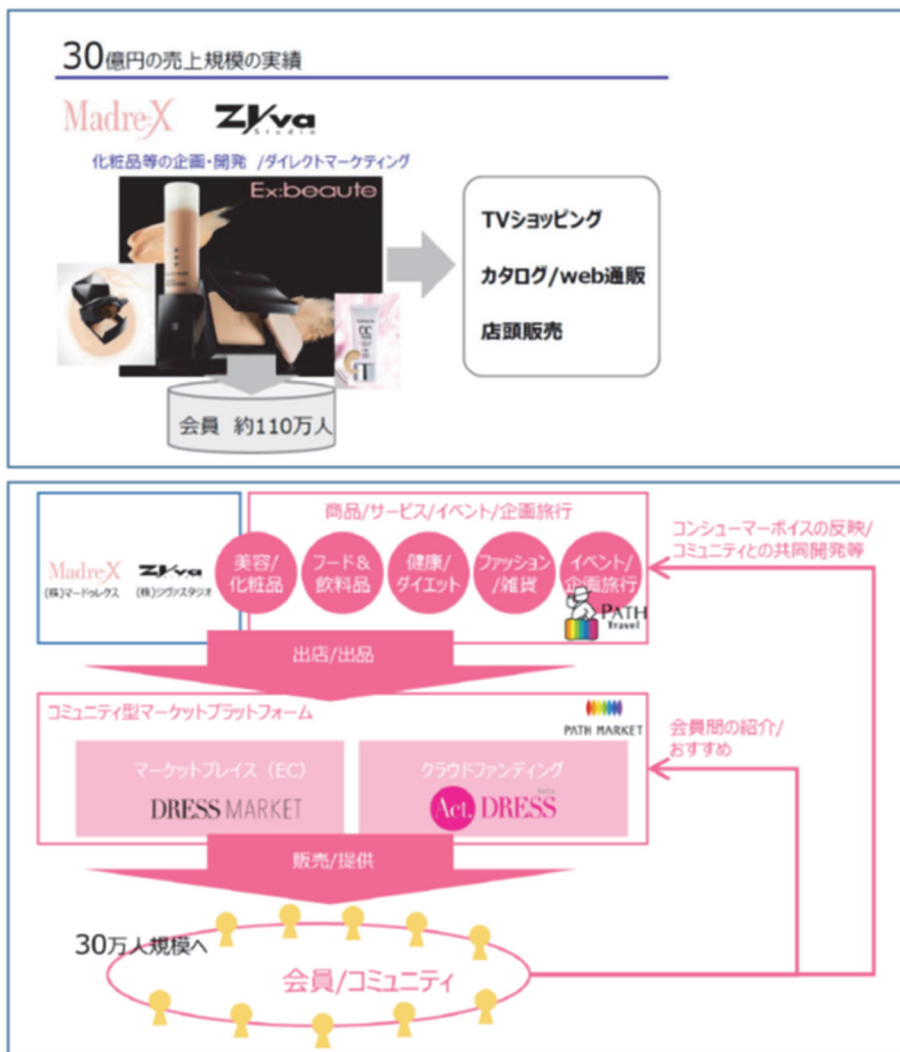 30億円の売上規模の実績
Madre:X
ZIVva
Studio
化粧品等の企画・開発 /ダイレクトマーケティング
Ex:beaute
TVショッピング
カタログ/web通販
店頭販売
CC
会員 約110万人
商品/サービス/イベント/企画旅行
コンシューマーボイスの反映/
コミュニティとの共同開発等
Madre:X
(株)マードゥレクス
(株)ジヴァスタジオ
美容/
化粧品
フード&
飲料品
健康/
ダイエット
ファッション
/雑貨
イベント/
企画旅行
PATH
Travel
出店/出品
コミュニティ型マーケットプラットフォーム
PATH MARKET
会員間の紹介/
おすすめ
マーケットプレイス(EC)
DRESS MARKET
クラウドファンディング
Act. DRESS
beta
販売/提供
30万人規模へ
会員/コミュニティ